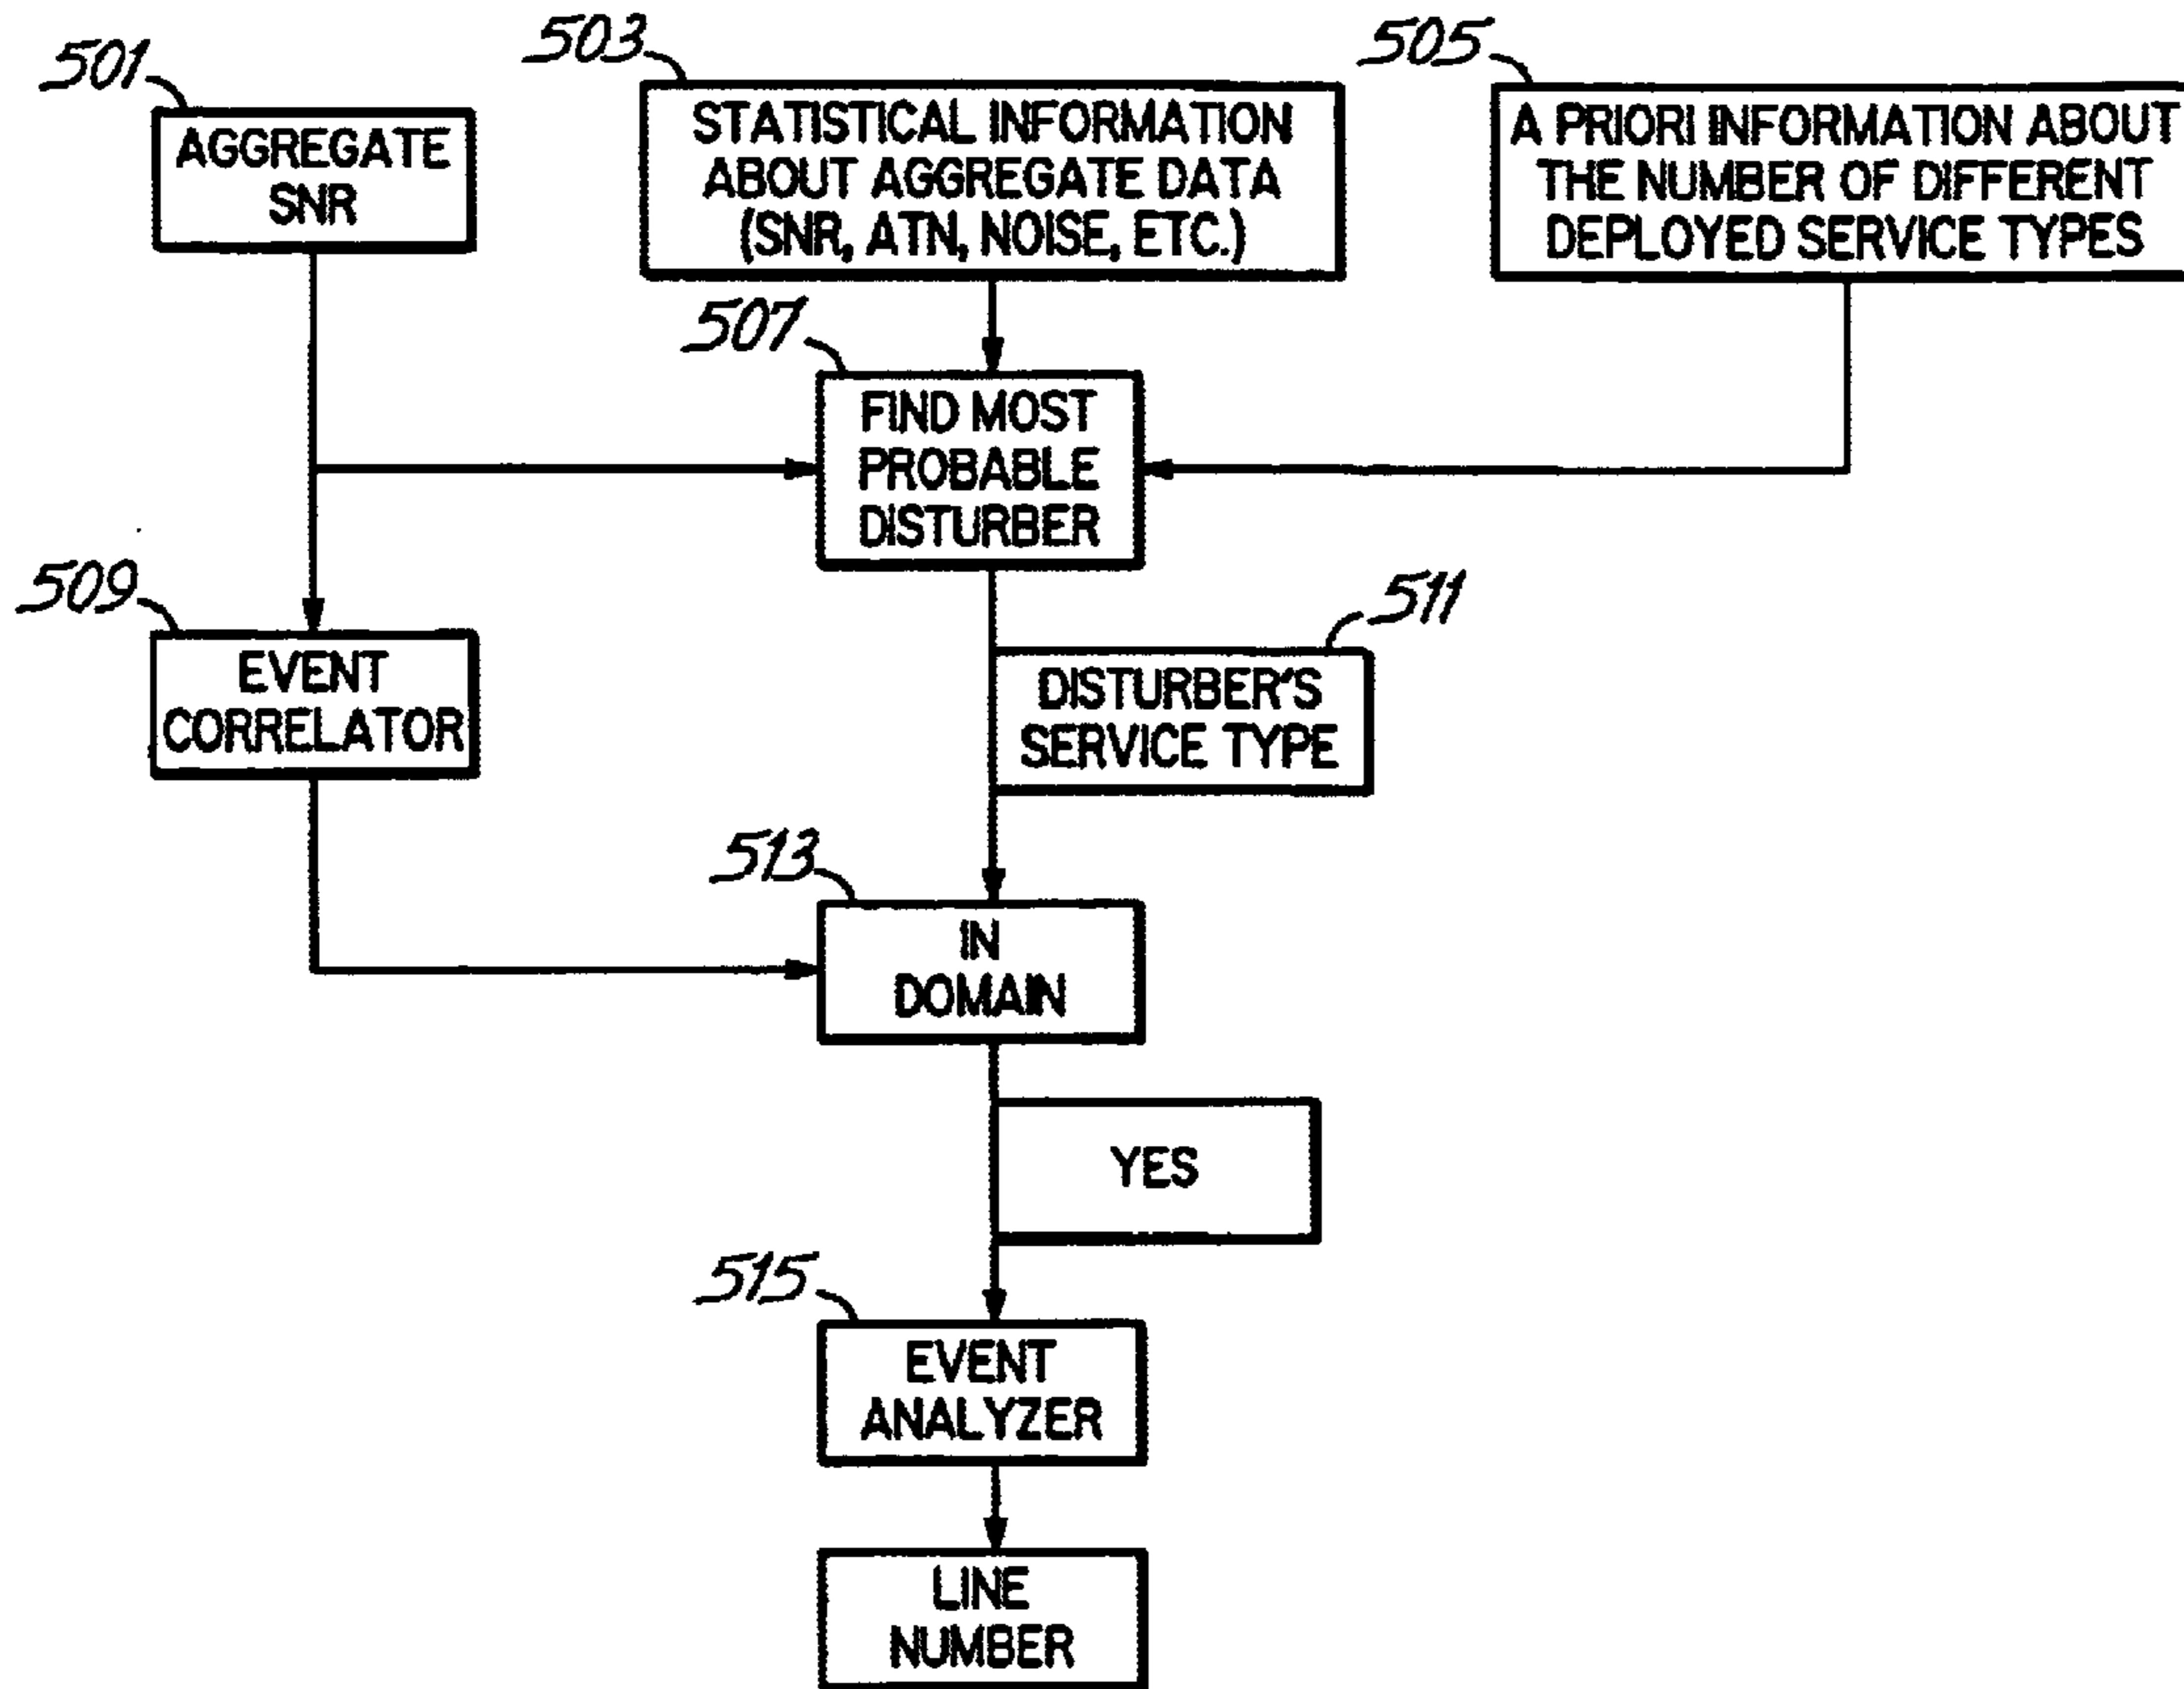 501
AGGREGATE
SNR
503
STATISTICAL INFORMATION
ABOUT AGGREGATE DATA
(SNR, ATN, NOISE, ETC.)
505
A PRIORI INFORMATION ABOUT
THE NUMBER OF DIFFERENT
DEPLOYED SERVICE TYPES
507
FIND MOST
PROBABLE
DISTURBER
509
EVENT
CORRELATOR
511
DISTURBER'S
SERVICE TYPE
513
IN
DOMAIN
YES
515
EVENT
ANALYZER
LINE
NUMBER